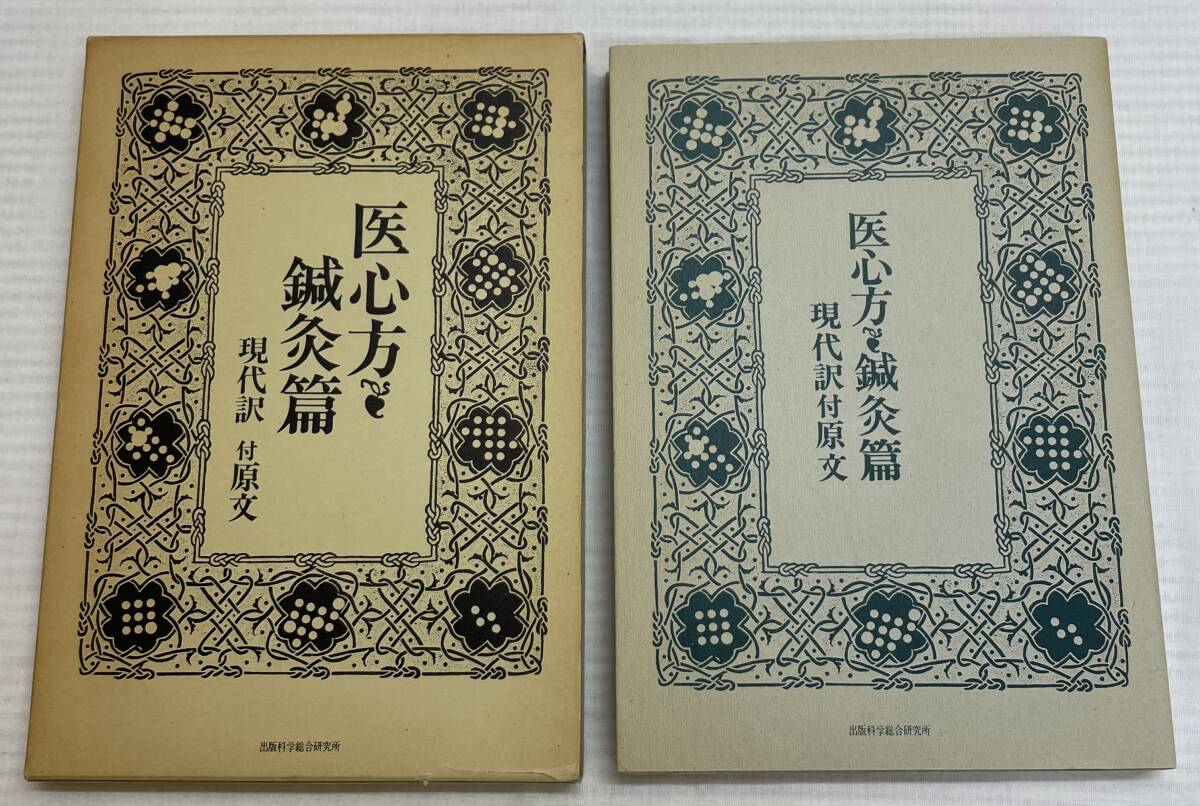 医心方
鍼灸篇
現代訳 付原文
出版科学総合研究所
医心方鍼灸篇
現代訳付原文
出版科学総合研究所